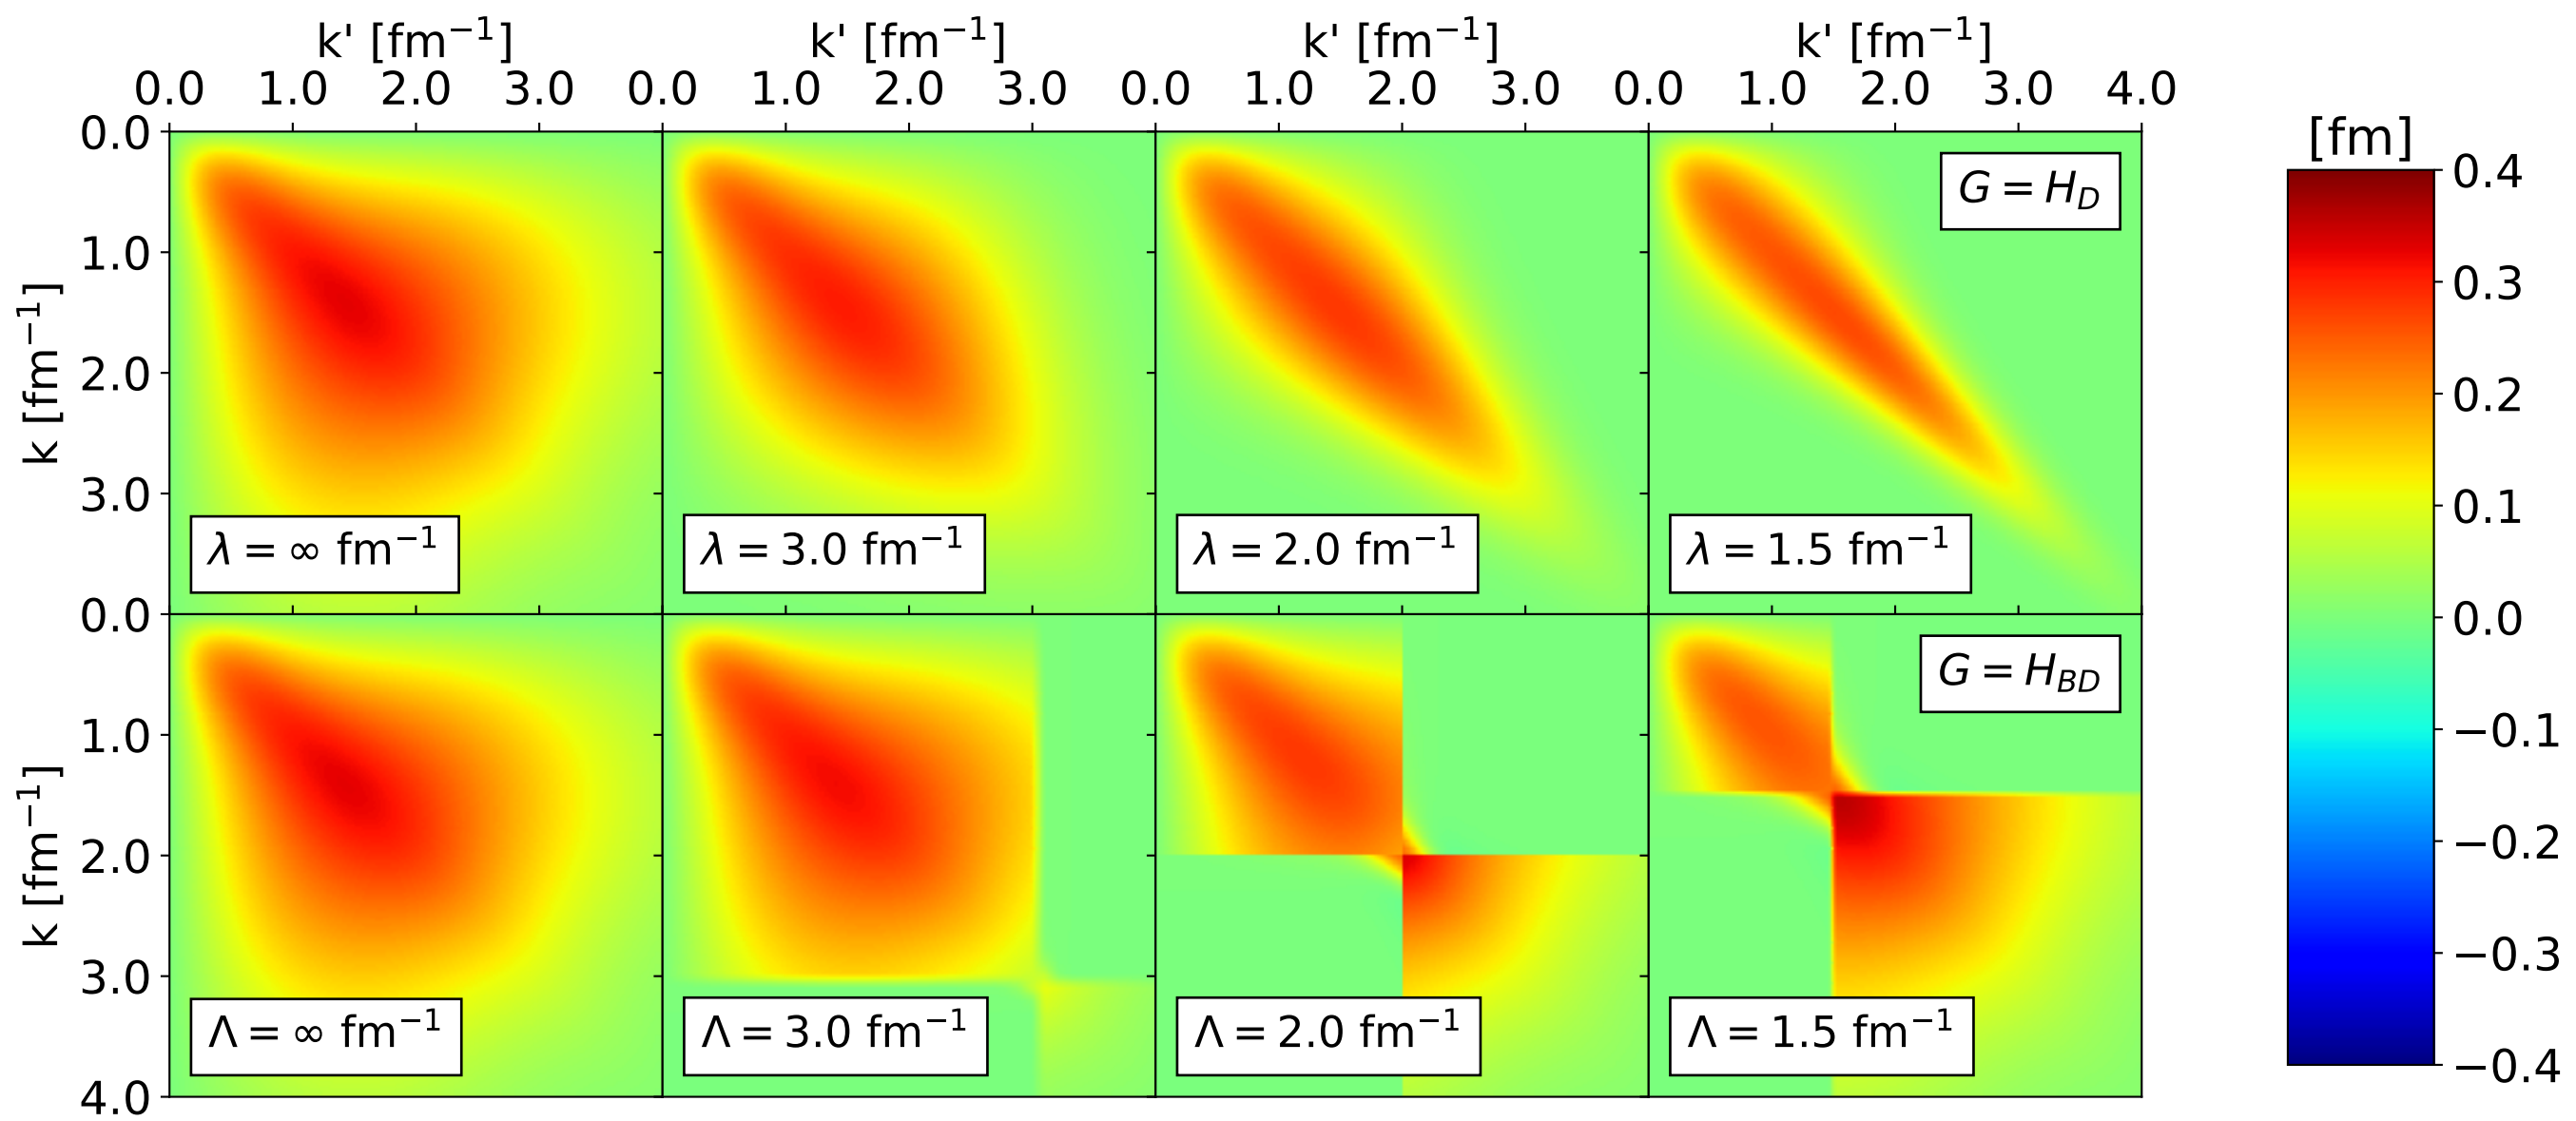 k' [fm⁻¹] k' [fm⁻¹] k' [fm⁻¹] k' [fm⁻¹]
0.0 1.0 2.0 3.0 0.0 1.0 2.0 3.0 0.0 1.0 2.0 3.0 0.0 1.0 2.0 3.0 4.0
k [fm⁻¹]
0.0
1.0
2.0
3.0
G = H_D
λ = ∞ fm⁻¹ λ = 3.0 fm⁻¹ λ = 2.0 fm⁻¹ λ = 1.5 fm⁻¹
k [fm⁻¹]
0.0
1.0
2.0
3.0
4.0
G = H_BD
Λ = ∞ fm⁻¹ Λ = 3.0 fm⁻¹ Λ = 2.0 fm⁻¹ Λ = 1.5 fm⁻¹
[fm]
0.4
0.3
0.2
0.1
0.0
−0.1
−0.2
−0.3
−0.4